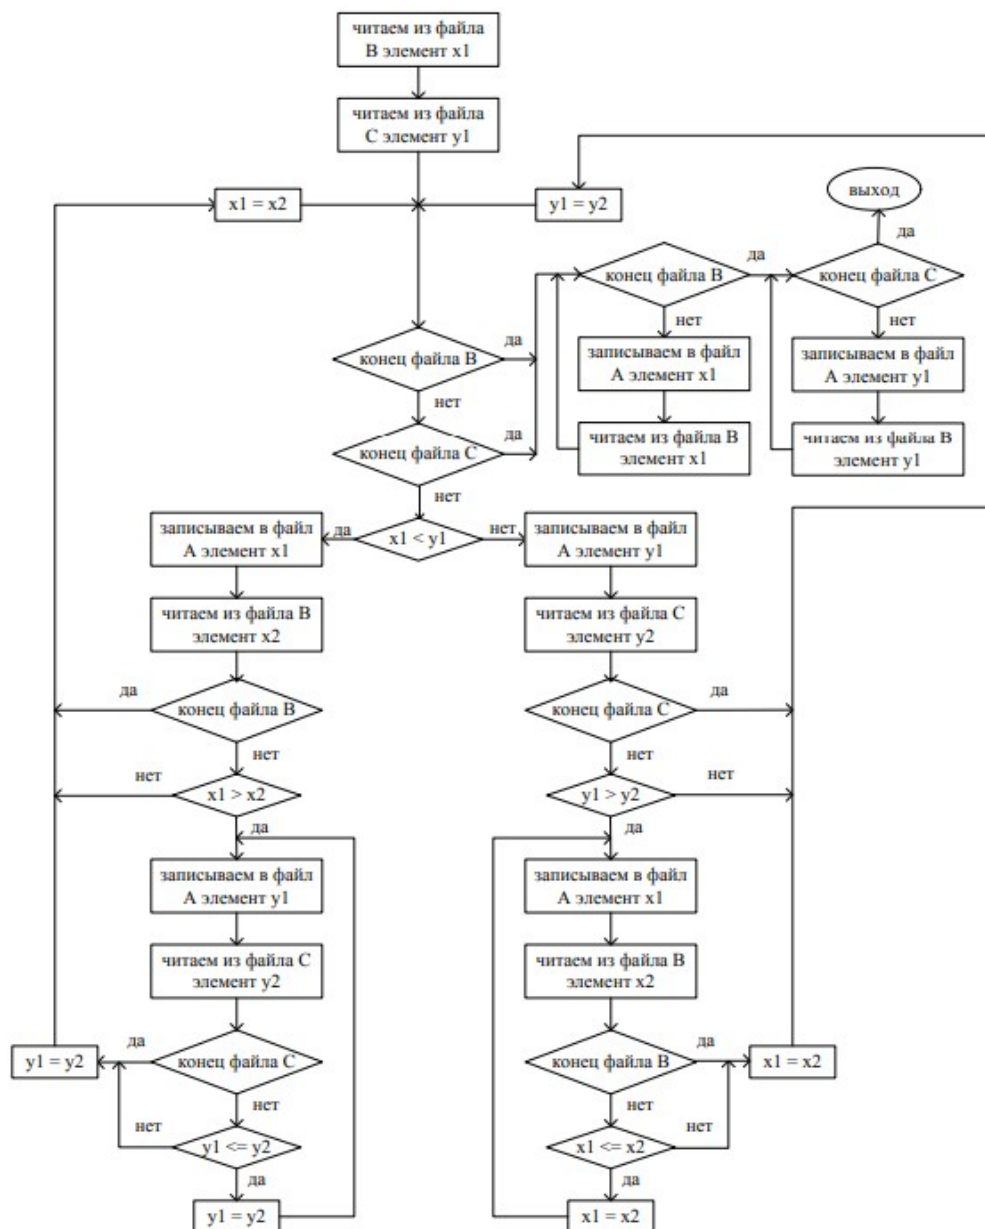 читаем из файла
B элемент x1
читаем из файла
C элемент y1
x1 = x2
y1 = y2
выход
да
да
конец файла B
конец файла C
нет
нет
да
конец файла B
записываем в файл
A элемент x1
записываем в файл
A элемент y1
нет
да
конец файла C
читаем из файла B
элемент x1
читаем из файла B
элемент y1
нет
записываем в файл
A элемент x1
да
x1 < y1
нет
записываем в файл
A элемент y1
читаем из файла B
элемент x2
читаем из файла C
элемент y2
да
конец файла B
конец файла C
да
нет
нет
нет
x1 > x2
y1 > y2
нет
да
да
записываем в файл
A элемент y1
записываем в файл
A элемент x1
читаем из файла C
элемент y2
читаем из файла B
элемент x2
y1 = y2
да
конец файла C
конец файла B
да
x1 = x2
нет
нет
нет
y1 <= y2
x1 <= x2
нет
да
да
y1 = y2
x1 = x2